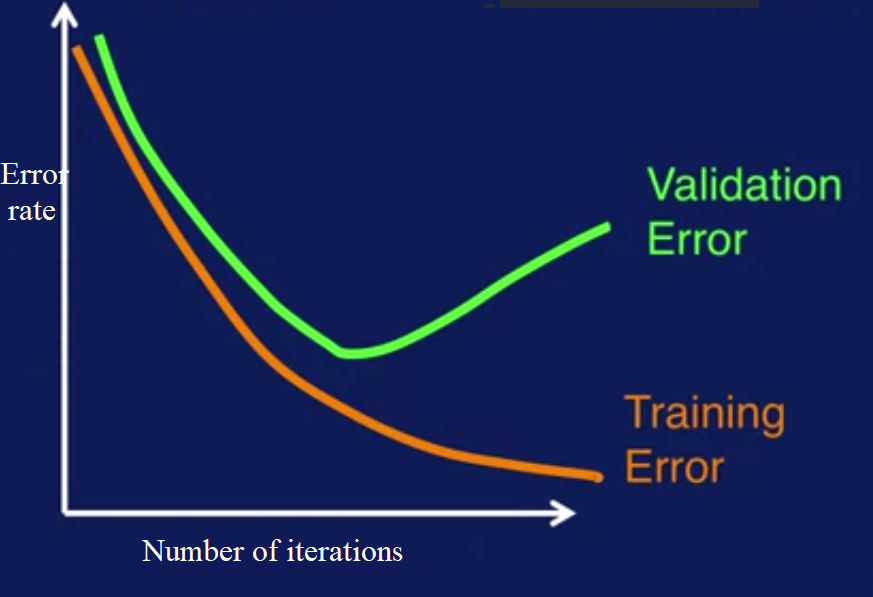 Error
rate
Validation
Error
Training
Error
Number of iterations